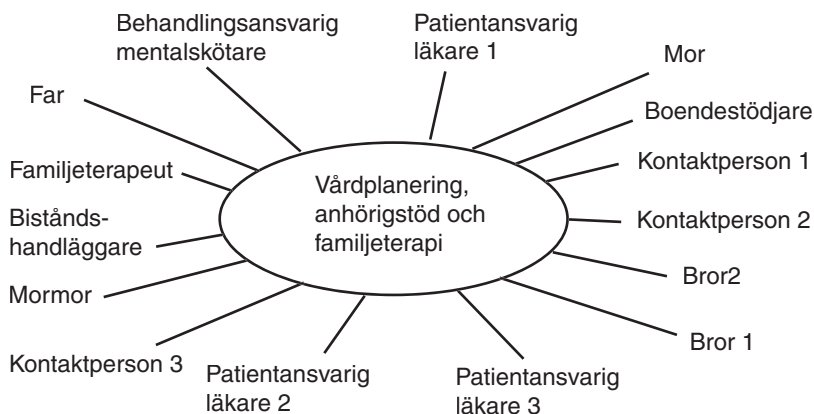 Behandlingsansvarig
mentalskötare
Patientansvarig
läkare 1
Mor
Far
Boendestödjare
Familjeterapeut
Kontaktperson 1
Vårdplanering,
anhörigstöd och
familjeterapi
Bistånds-
handläggare
Kontaktperson 2
Mormor
Bror2
Bror 1
Kontaktperson 3
Patientansvarig
läkare 2
Patientansvarig
läkare 3